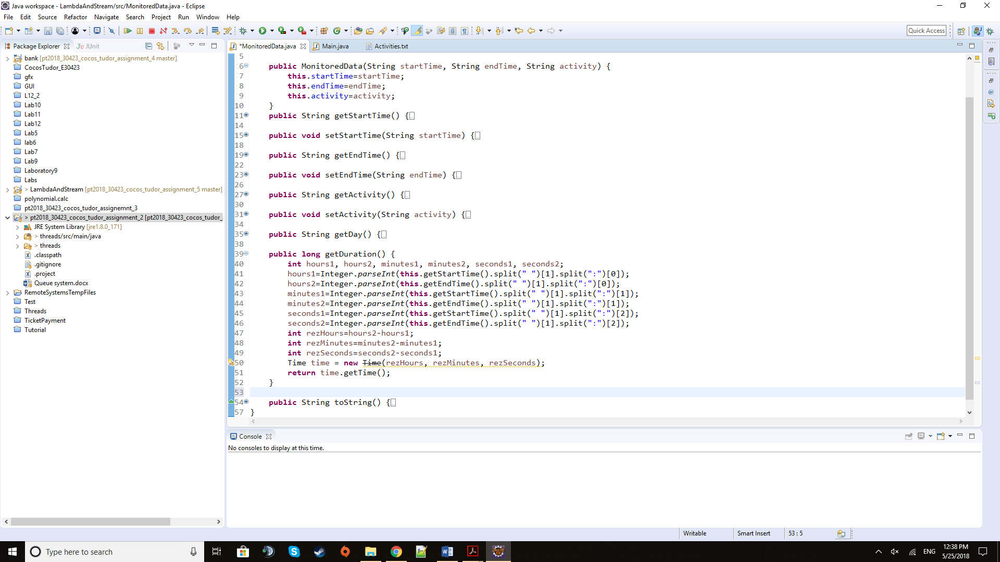 Java workspace - LambdaAndStream/src/MonitoredData.java - Eclipse
File Edit Source Refactor Navigate Search Project Run Window Help
Quick Access
Package Explorer JUnit
bank [pt2018_30423_cocos_tudor_assignment_4 master]
CocosTudor_E30423
gfx
GUI
L12_2
Lab10
Lab11
Lab12
Lab5
lab6
Lab7
Lab9
Laboratory9
Labs
> LambdaAndStream [pt2018_30423_cocos_tudor_assignment_5 master]
polynomial.calc
pt2018_30423_cocos_tudor_assignemnt_3
> pt2018_30423_cocos_tudor_assignment_2 [pt2018_30423_cocos_tudor_
JRE System Library [jre1.8.0_171]
> threads/src/main/java
> threads
.classpath
.gitignore
.project
Queue system.docx
RemoteSystemsTempFiles
Test
Threads
TicketPayment
Tutorial
*MonitoredData.java Main.java Activities.txt
5
6 public MonitoredData(String startTime, String endTime, String activity) {
7 this.startTime=startTime;
8 this.endTime=endTime;
9 this.activity=activity;
10 }
11 public String getStartTime() {
14
15 public void setStartTime(String startTime) {
18
19 public String getEndTime() {
22
23 public void setEndTime(String endTime) {
26
27 public String getActivity() {
30
31 public void setActivity(String activity) {
34
35 public String getDay() {
38
39 public long getDuration() {
40 int hours1, hours2, minutes1, minutes2, seconds1, seconds2;
41 hours1=Integer.parseInt(this.getStartTime().split(" ")[1].split(":")[0]);
42 hours2=Integer.parseInt(this.getEndTime().split(" ")[1].split(":")[0]);
43 minutes1=Integer.parseInt(this.getStartTime().split(" ")[1].split(":")[1]);
44 minutes2=Integer.parseInt(this.getEndTime().split(" ")[1].split(":")[1]);
45 seconds1=Integer.parseInt(this.getStartTime().split(" ")[1].split(":")[2]);
46 seconds2=Integer.parseInt(this.getEndTime().split(" ")[1].split(":")[2]);
47 int rezHours=hours2-hours1;
48 int rezMinutes=minutes2-minutes1;
49 int rezSeconds=seconds2-seconds1;
50 Time time = new Time(rezHours, rezMinutes, rezSeconds);
51 return time.getTime();
52 }
53
54 public String toString() {
57 }
Console
No consoles to display at this time.
Writable Smart Insert 53 : 5
Type here to search
ENG
12:38 PM
5/25/2018